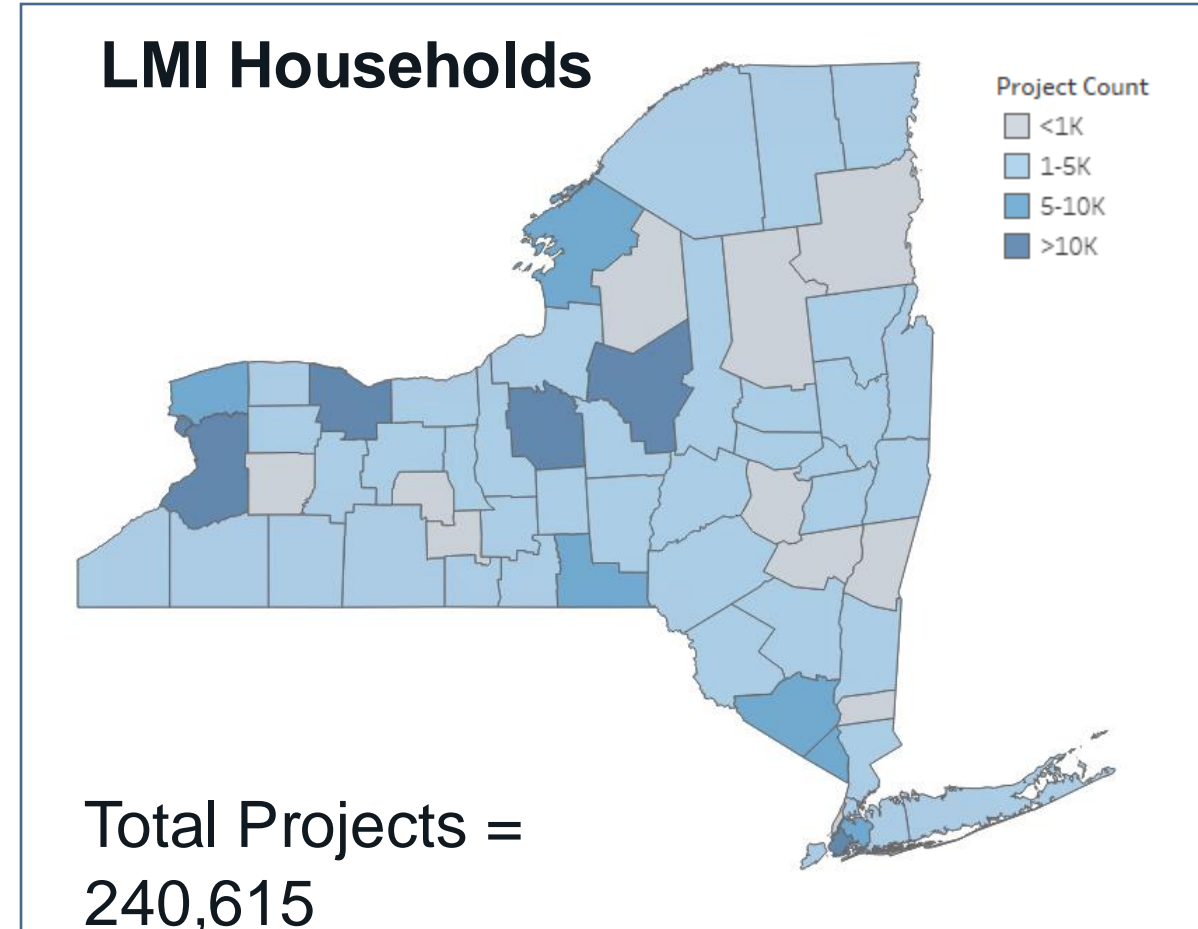 LMI Households
Project Count
<1K
1-5K
5-10K
>10K
Total Projects =
240,615